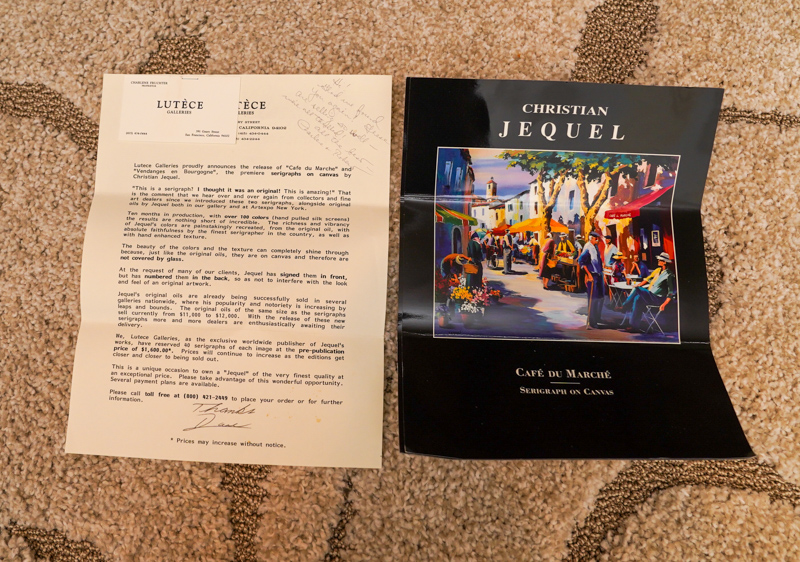 CHARLOTTE
LUTÈCE
GALLERIES
San Francisco, California
TÈCE
LERIES
CALIFORNIA
Lutece Galleries proudly announces the release of "Cafe du Marche" and
"Vendanges en Bourgogne", the premiere serigraphs on canvas by
Christian Jequel.
"This is a serigraph? I thought it was an original! This is amazing!" That
is the comment that we hear over and over again from collectors and fine
art dealers since we introduced these two serigraphs, alongside original
oils by Jequel both in our gallery and at Artexpo New York.
Ten months in production, with over 100 colors (hand pulled silk screens)
the results are nothing short of incredible. The richness and vibrancy
of Jequel's colors are painstakingly recreated, from the original oil, with
absolute faithfulness by the finest serigrapher in the country, as well as
with hand enhanced texture.
The beauty of the colors and the texture can completely shine through
because, just like the original oils, they are on canvas and therefore are
not covered by glass.
At the request of many of our clients, Jequel has signed them in front,
but has numbered them in the back, so as not to interfere with the look
and feel of an original artwork.
Jequel's original oils are already being successfully sold in several
galleries nationwide, where his popularity and notoriety is increasing by
leaps and bounds. The original oils of the same size as the serigraphs
sell currently from $11,000 to $12,000. With the release of these new
serigraphs more and more dealers are enthusiastically awaiting their
delivery.
We, Lutece Galleries, as the exclusive worldwide publisher of Jequel's
works, have reserved 40 serigraphs of each image at the pre-publication
price of $1,600.00*. Prices will continue to increase as the editions get
closer and closer to being sold out.
This is a unique occasion to own a "Jequel" of the very finest quality at
an exceptional price. Please take advantage of this wonderful opportunity.
Several payment plans are available.
Please call toll free at (800) 421-2449 to place your order or for further
information.
Thanks
* Prices may increase without notice.
CHRISTIAN
JEQUEL
CAFÉ DU MARCHÉ
SERIGRAPH ON CANVAS